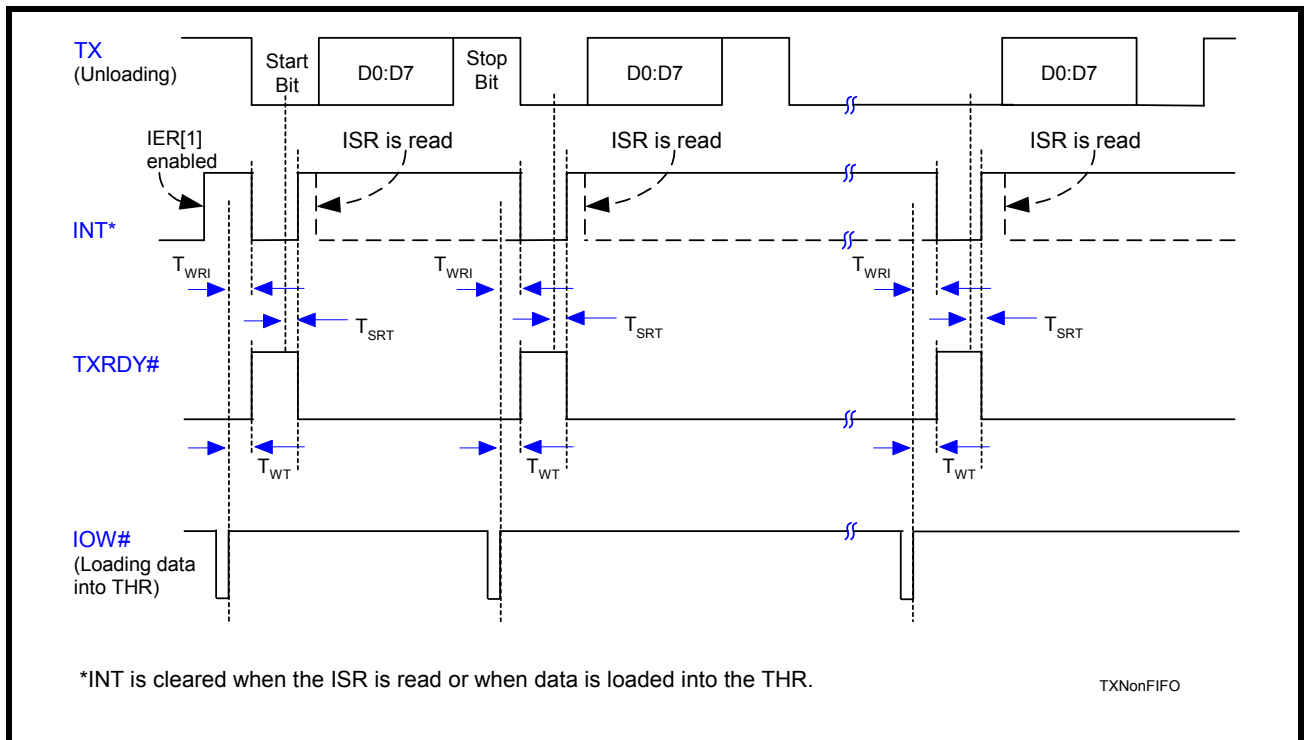 TX
(Unloading)
Start
Bit
D0:D7
Stop
Bit
D0:D7
D0:D7
IER[1]
enabled
ISR is read
ISR is read
ISR is read
INT*
TWRI
TWRI
TWRI
TSRT
TSRT
TSRT
TXRDY#
TWT
TWT
TWT
IOW#
(Loading data
into THR)
*INT is cleared when the ISR is read or when data is loaded into the THR.
TXNonFIFO